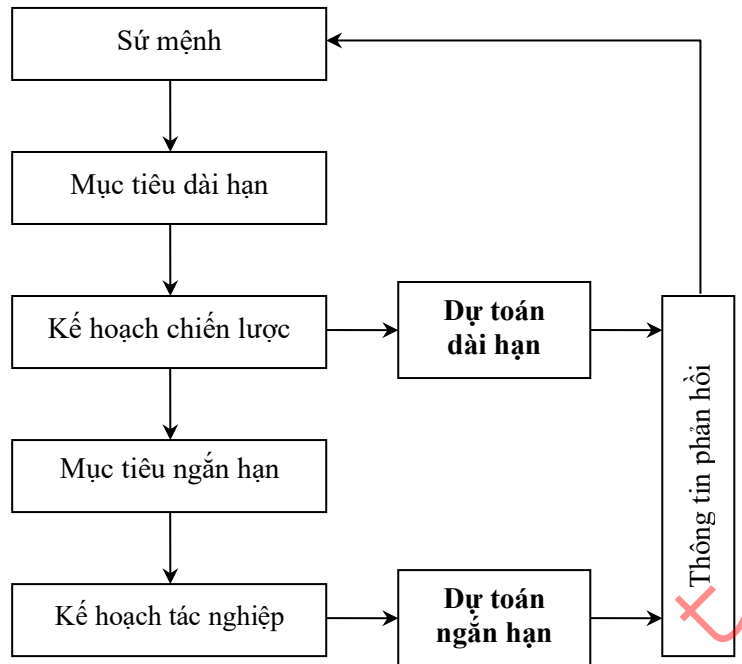 Sứ mệnh
Mục tiêu dài hạn
Kế hoạch chiến lược
Dự toán
dài hạn
Thông tin phản hồi
Mục tiêu ngắn hạn
Kế hoạch tác nghiệp
Dự toán
ngắn hạn